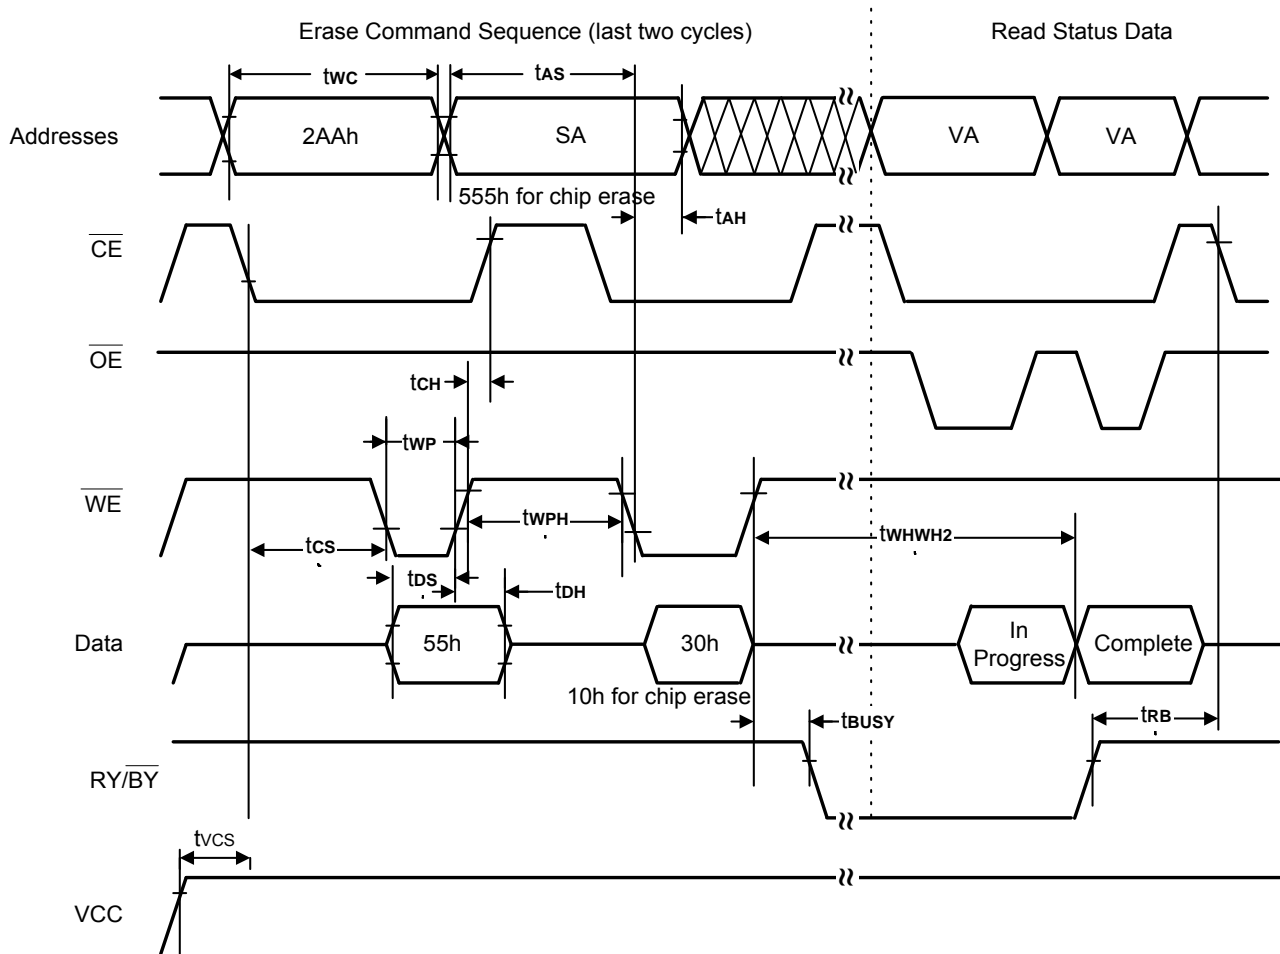 Erase Command Sequence (last two cycles)
Read Status Data
tWC
tAS
Addresses
2AAh
SA
VA
VA
555h for chip erase
tAH
CE
OE
tCH
tWP
WE
tWPH
tWHWH2
tCS
tDS
tDH
Data
55h
30h
In
Progress
Complete
10h for chip erase
tBUSY
tRB
RY/BY
tVCS
VCC